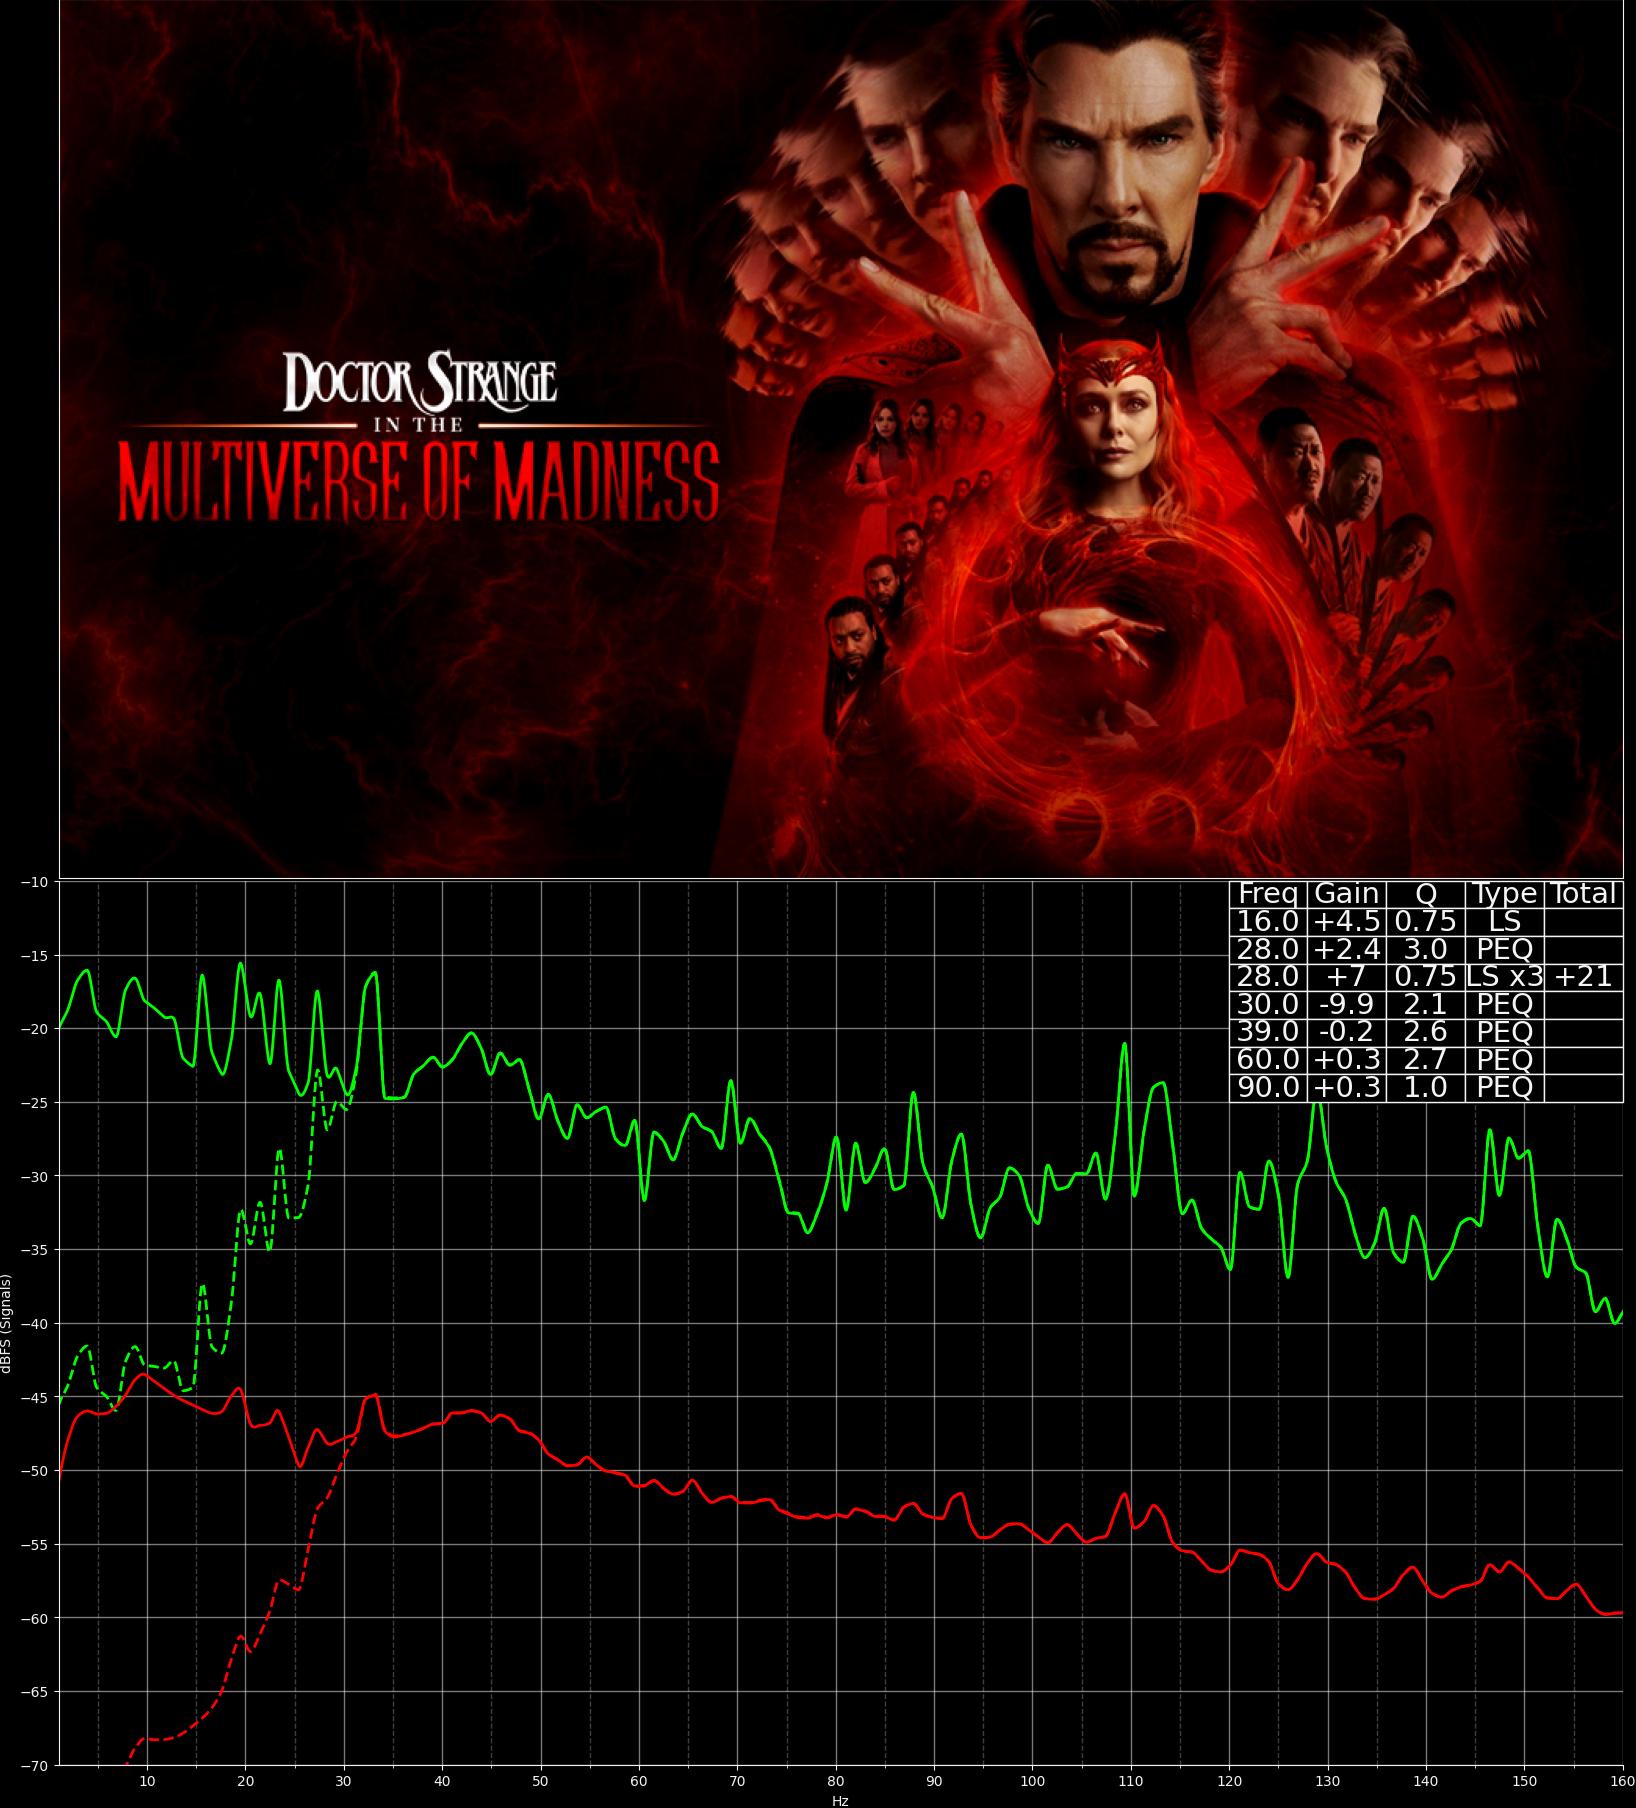 DOCTOR STRANGE
IN THE
MULTIVERSE OF MADNESS
Freq Gain Q Type Total
16.0 +4.5 0.75 LS
28.0 +2.4 3.0 PEQ
28.0 +7 0.75 LS x3 +21
30.0 -9.9 2.1 PEQ
39.0 -0.2 2.6 PEQ
60.0 +0.3 2.7 PEQ
90.0 +0.3 1.0 PEQ
−10
−15
−20
−25
−30
−35
−40
−45
−50
−55
−60
−65
−70
dBFS (Signals)
10 20 30 40 50 60 70 80 90 100 110 120 130 140 150 160
Hz